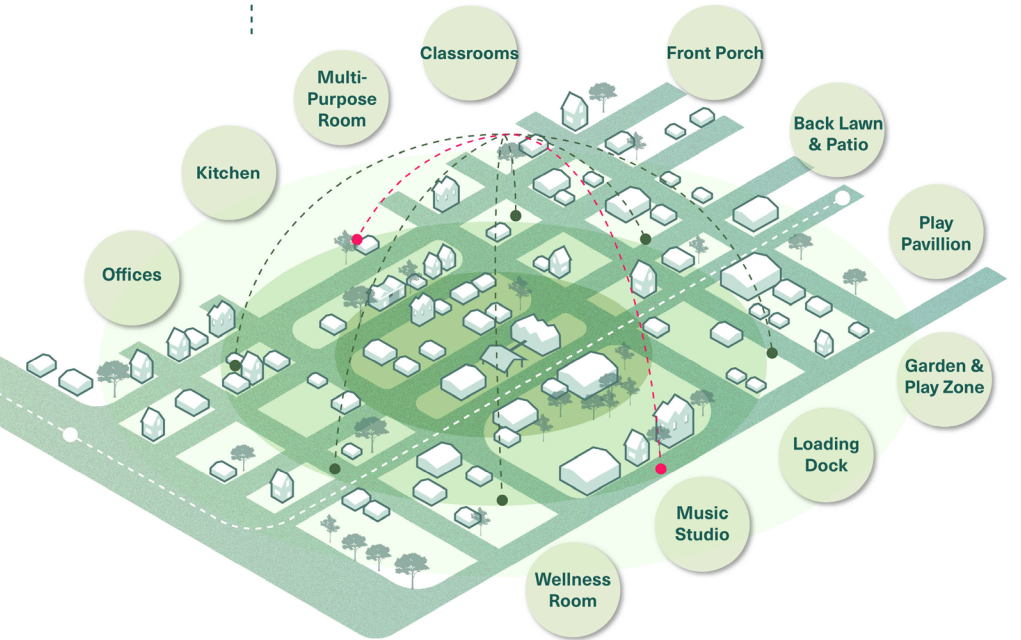 Classrooms
Front Porch
Multi-
Purpose
Room
Back Lawn
& Patio
Kitchen
Play
Pavillion
Offices
Garden &
Play Zone
Loading
Dock
Music
Studio
Wellness
Room